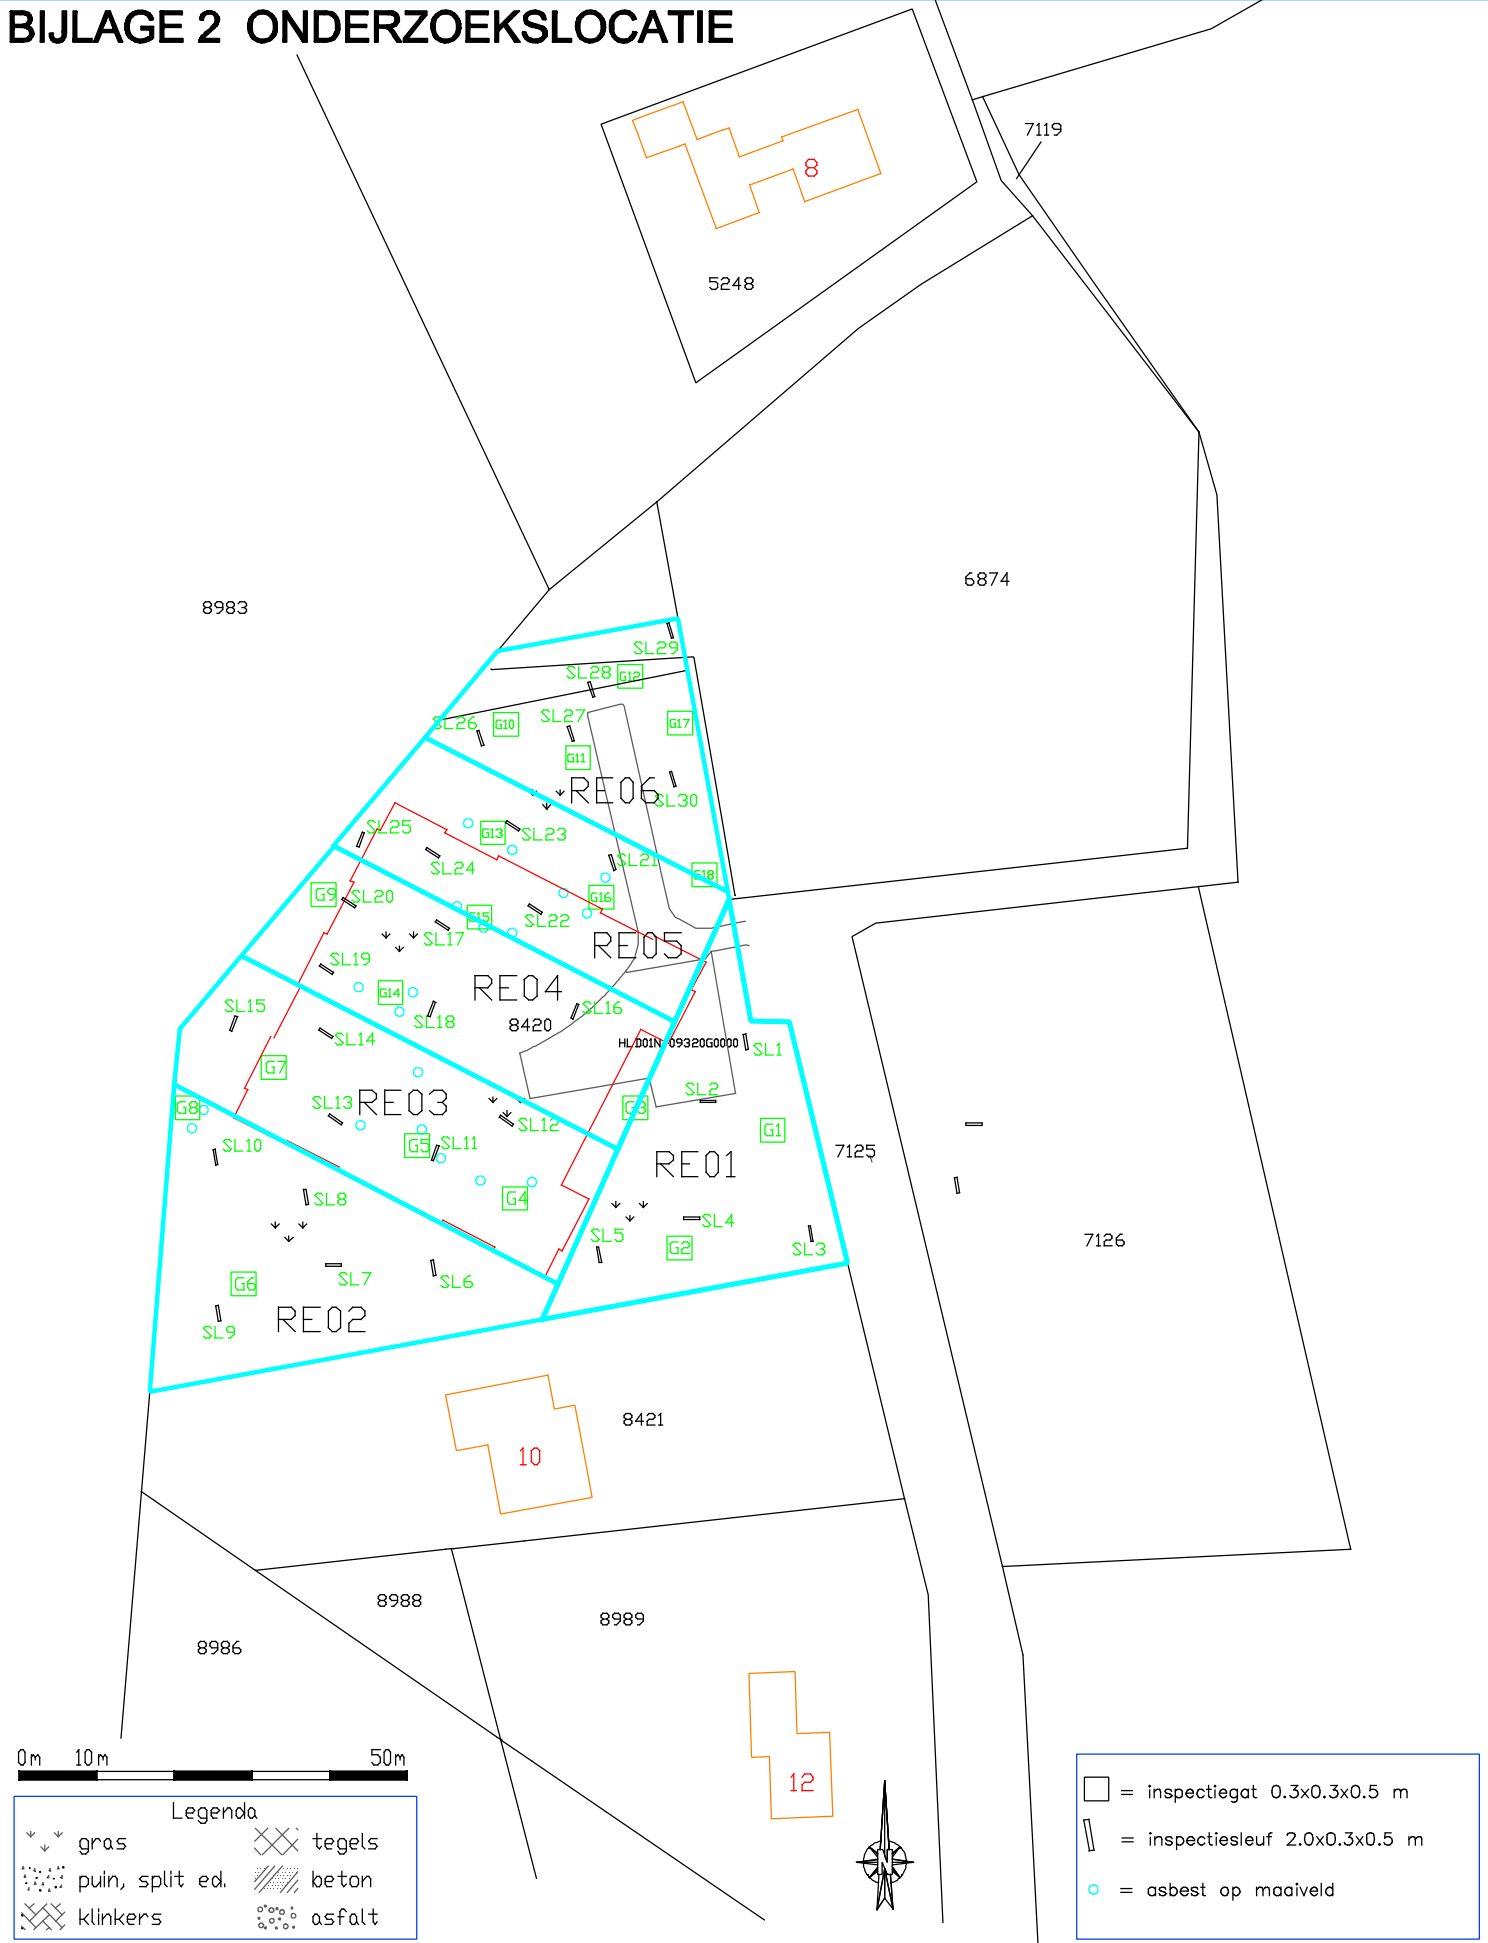 BIJLAGE 2 ONDERZOEKSLOCATIE
7119
8
5248
6874
8983
SL29
SL28
G12
SL26
G10
SL27
G17
G11
RE06
SL30
SL25
G13
SL23
SL24
SL21
G18
G9
SL20
G16
G15
SL22
SL17
RE05
SL19
RE04
G14
SL15
SL18
SL16
8420
SL14
SL1
G7
SL2
RE03
G8
SL13
G3
SL12
G1
SL10
G5
SL11
7125
RE01
SL8
G4
SL4
SL5
G2
SL3
7126
SL7
SL6
G6
RE02
SL9
8421
10
8988
8989
8986
12
0m 10m 50m
Legenda
gras tegels
puin, split ed. beton
klinkers asfalt
N
= inspectiegat 0.3x0.3x0.5 m
= inspectiesleuf 2.0x0.3x0.5 m
= asbest op maaiveld